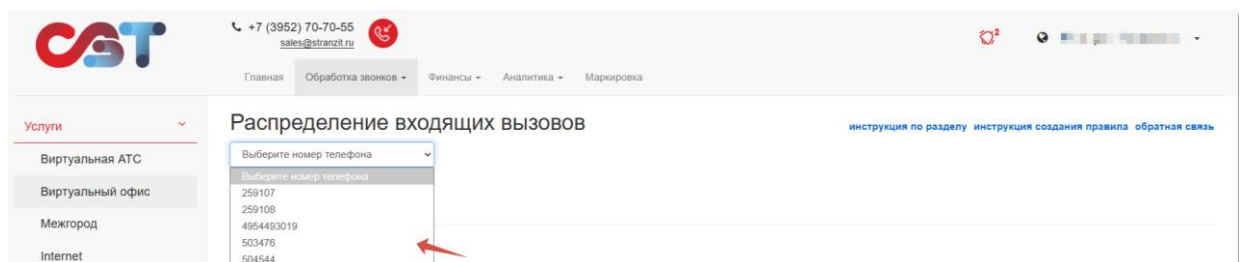 CST
+7 (3952) 70-70-55
sales@stranzit.ru
2
Главная Обработка звонков Финансы Аналитика Маркировка
Услуги
Виртуальная АТС
Виртуальный офис
Межгород
Internet
Распределение входящих вызовов
инструкция по разделу инструкция создания правила обратная связь
Выберите номер телефона
Выберите номер телефона
259107
259108
4954493019
503476
504544